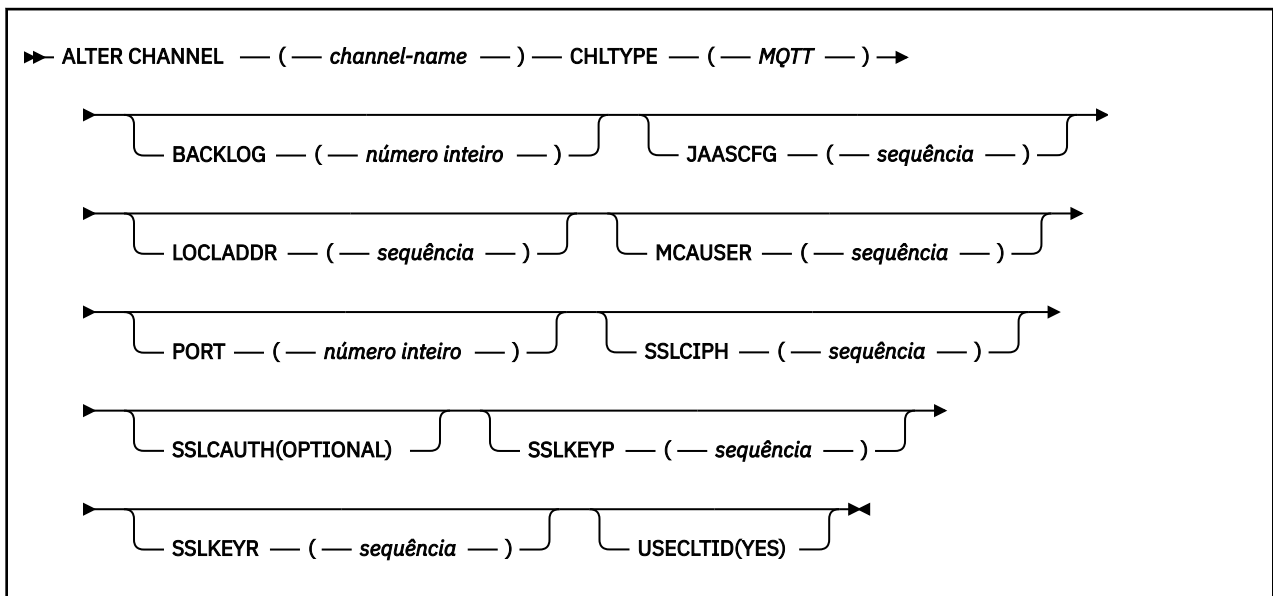 ALTER CHANNEL ( channel-name ) CHLTYPE ( MQTT )
BACKLOG ( número inteiro ) JAASCFG ( sequência )
LOCLADDR ( sequência ) MCAUSER ( sequência )
PORT ( número inteiro ) SSLCIPH ( sequência )
SSLCAUTH(OPTIONAL) SSLKEYP ( sequência )
SSLKEYR ( sequência ) USECLTID(YES)